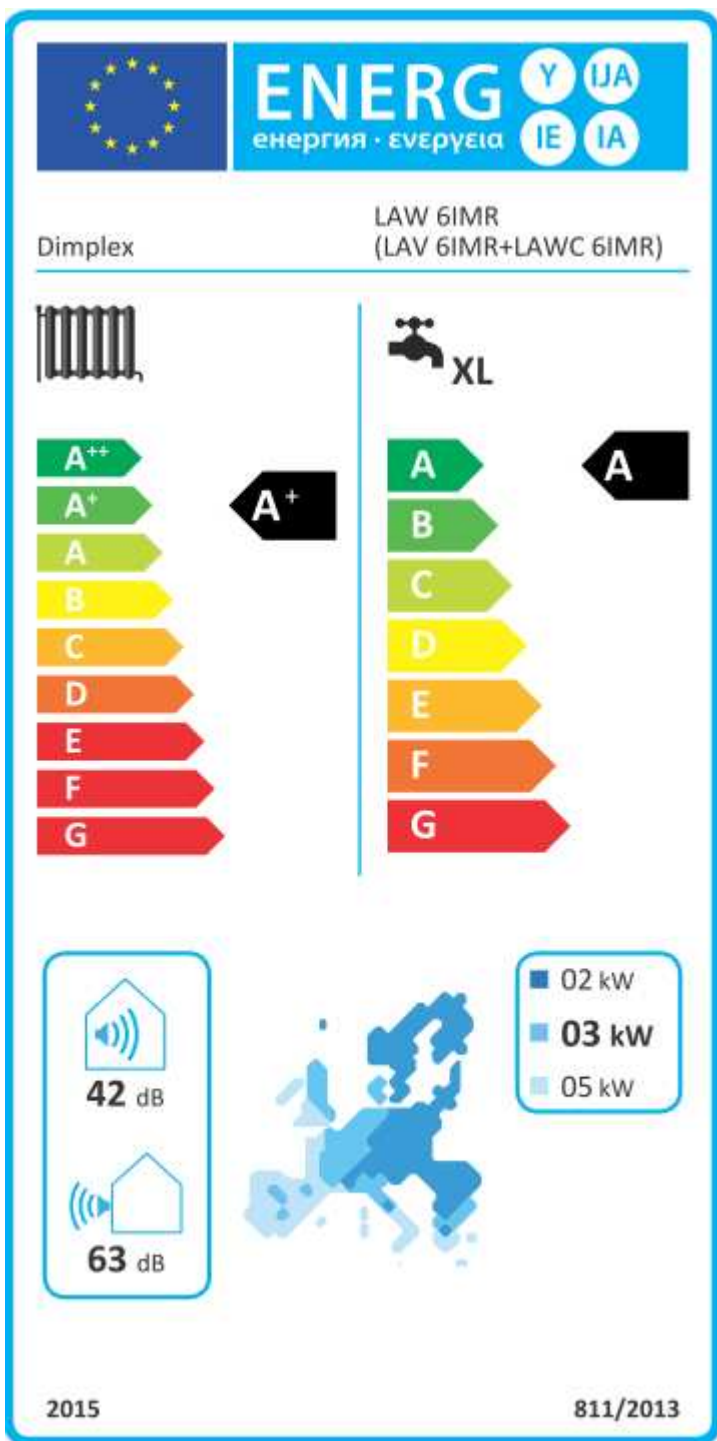 ENERG Y IJA
енергия · ενεργεια IE IA
Dimplex
LAW 6IMR
(LAV 6IMR+LAWC 6IMR)
XL
A++
A+
A
B
C
D
E
F
G
A+
A
B
C
D
E
F
G
A
42 dB
63 dB
02 kW
03 kW
05 kW
2015
811/2013